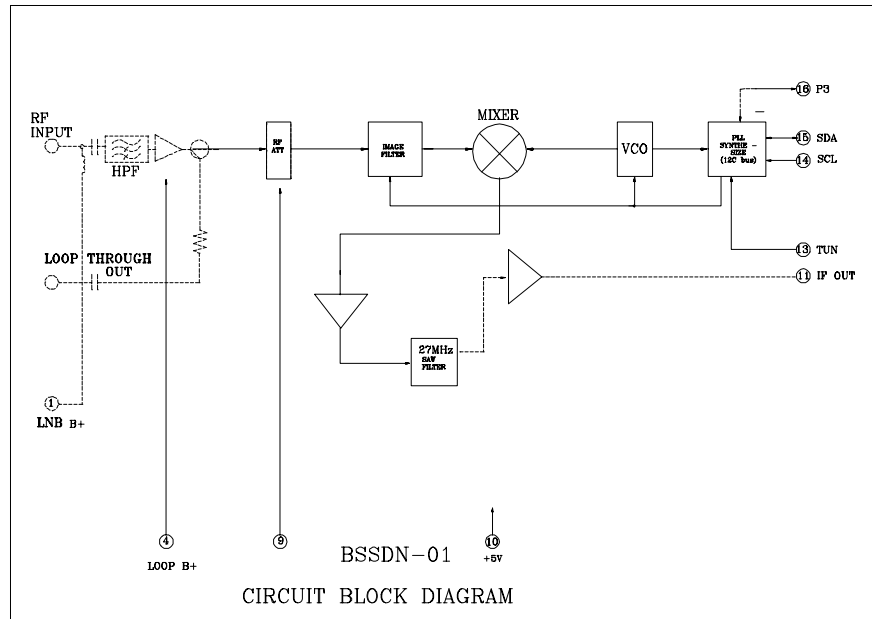 RF
INPUT
HPF
LOOP THROUGH
OUT
1
LNB B+
4
LOOP B+
RF
ATT
9
IMAGE
FILTER
MIXER
VCO
PLL
SYNTHE -
SIZE
(I2C bus)
16 P3
15 SDA
14 SCL
13 TUN
11 IF OUT
27MHz
SAW
FILTER
10
+5V
BSSDN-01
CIRCUIT BLOCK DIAGRAM